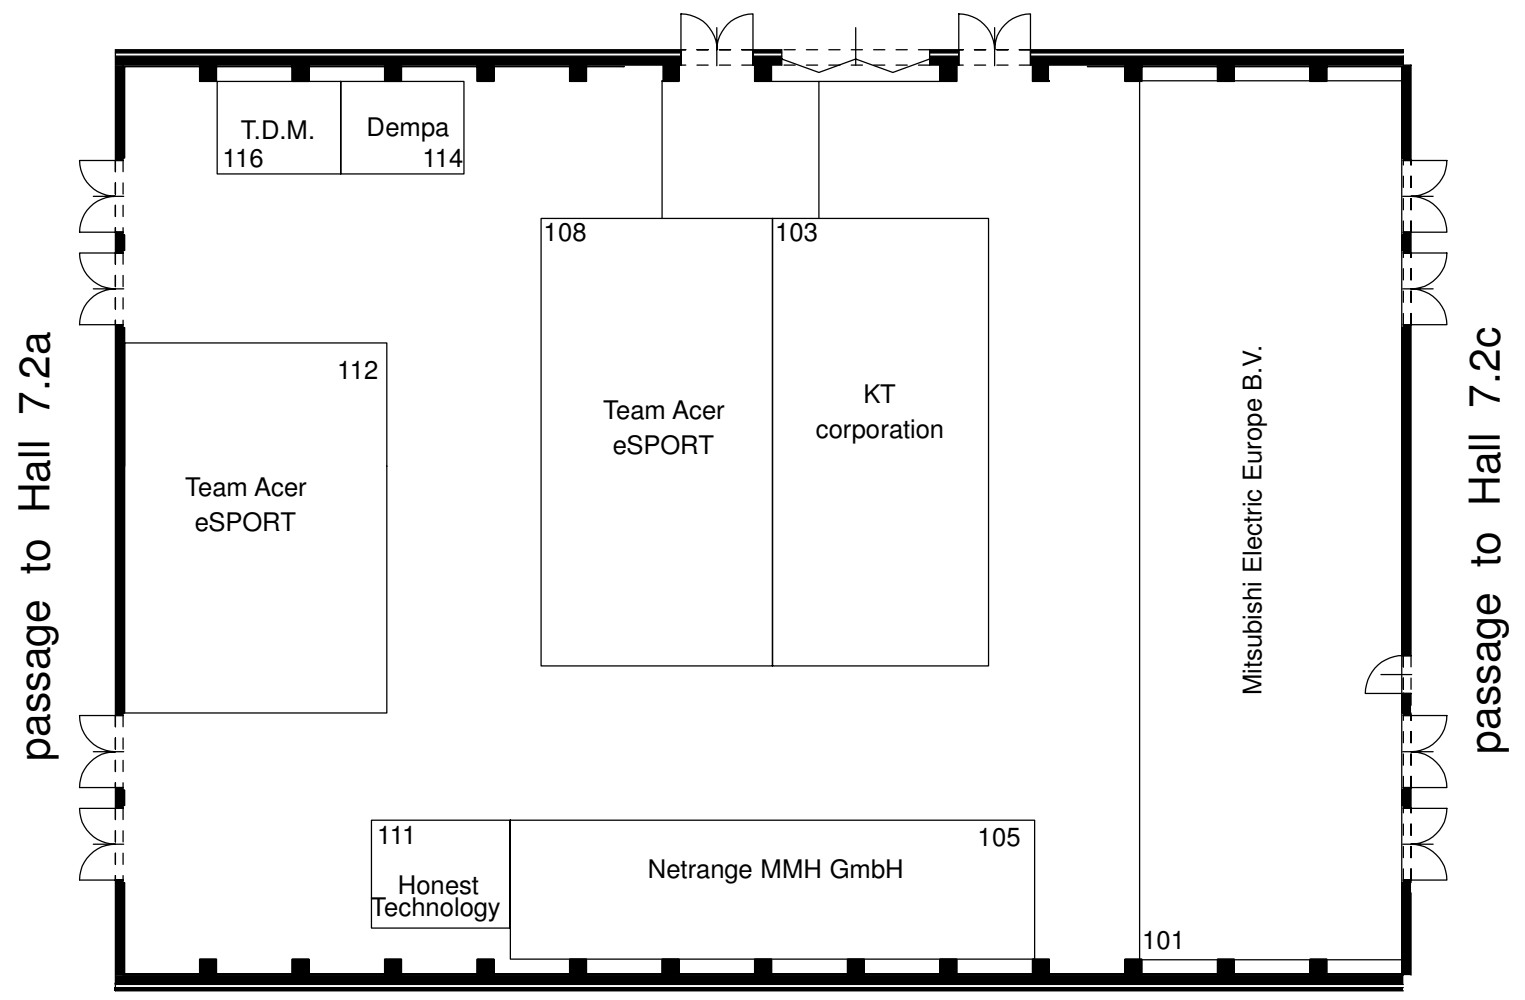 T.D.M.
116
Dempa
114
108
103
passage to Hall 7.2a
112
Team Acer
eSPORT
Team Acer
eSPORT
KT
corporation
Mitsubishi Electric Europe B.V.
passage to Hall 7.2c
111
Honest
Technology
105
Netrange MMH GmbH
101